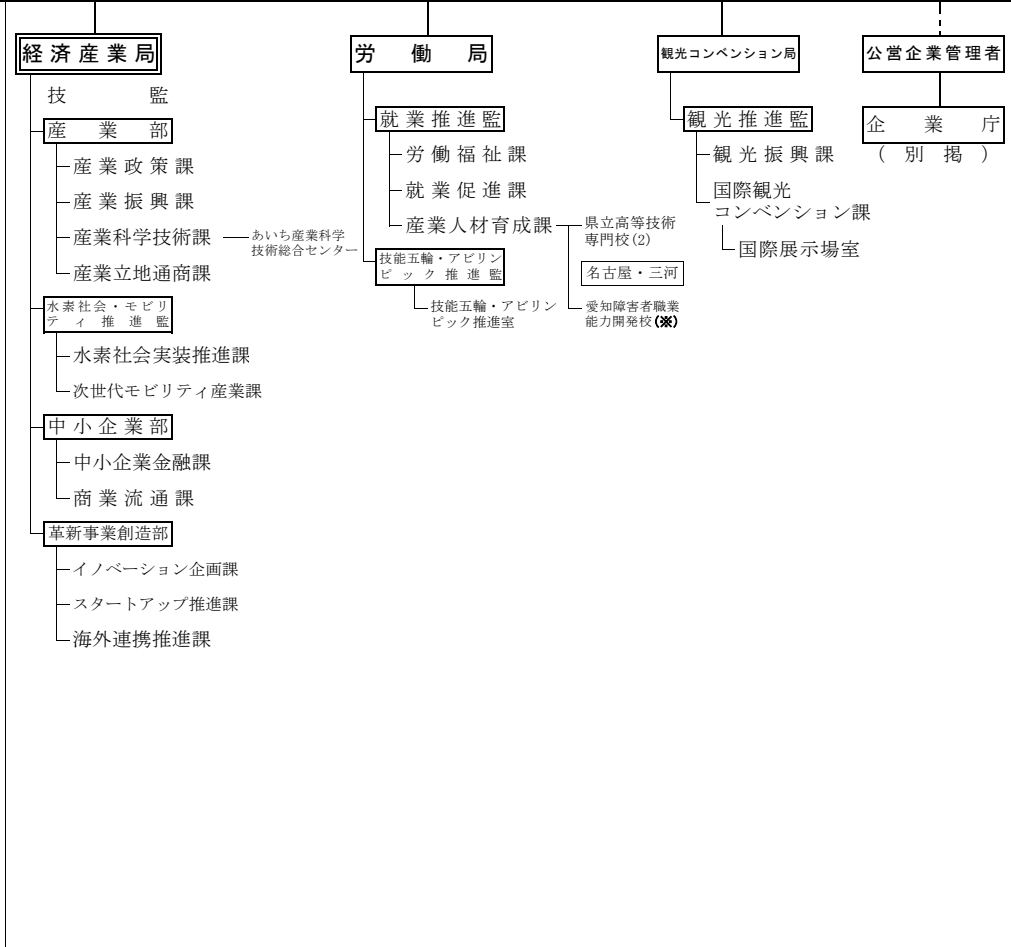 経済産業局
技監
産業部
産業政策課
産業振興課
産業科学技術課
あいち産業科学
技術総合センター
産業立地通商課
水素社会・モビリ
ティ推進監
水素社会実装推進課
次世代モビリティ産業課
中小企業部
中小企業金融課
商業流通課
革新事業創造部
イノベーション企画課
スタートアップ推進課
海外連携推進課
労働局
就業推進監
労働福祉課
就業促進課
産業人材育成課
県立高等技術
専門校(2)
名古屋・三河
愛知障害者職業
能力開発校(※)
技能五輪・アビリン
ピック推進監
技能五輪・アビリン
ピック推進室
観光コンベンション局
観光推進監
観光振興課
国際観光
コンベンション課
国際展示場室
公営企業管理者
企業庁
(別掲)